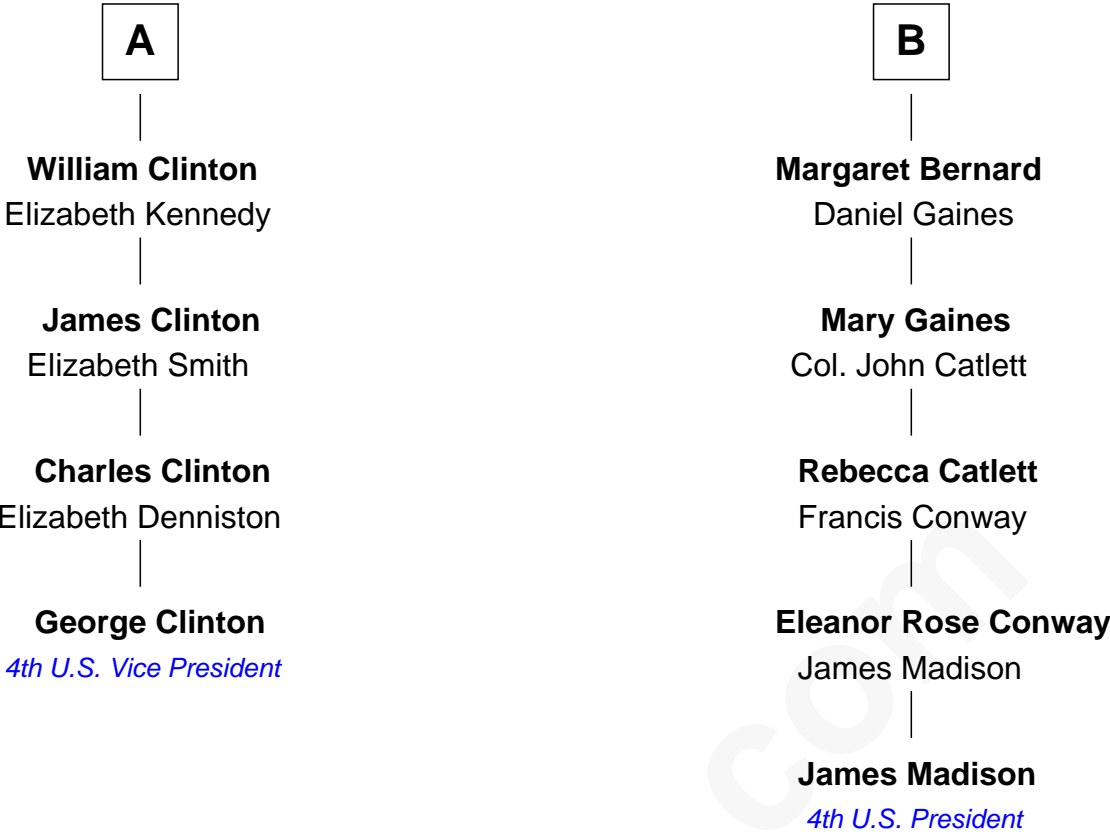 A
William Clinton
Elizabeth Kennedy
James Clinton
Elizabeth Smith
Charles Clinton
Elizabeth Denniston
George Clinton
4th U.S. Vice President
B
Margaret Bernard
Daniel Gaines
Mary Gaines
Col. John Catlett
Rebecca Catlett
Francis Conway
Eleanor Rose Conway
James Madison
James Madison
4th U.S. President
com